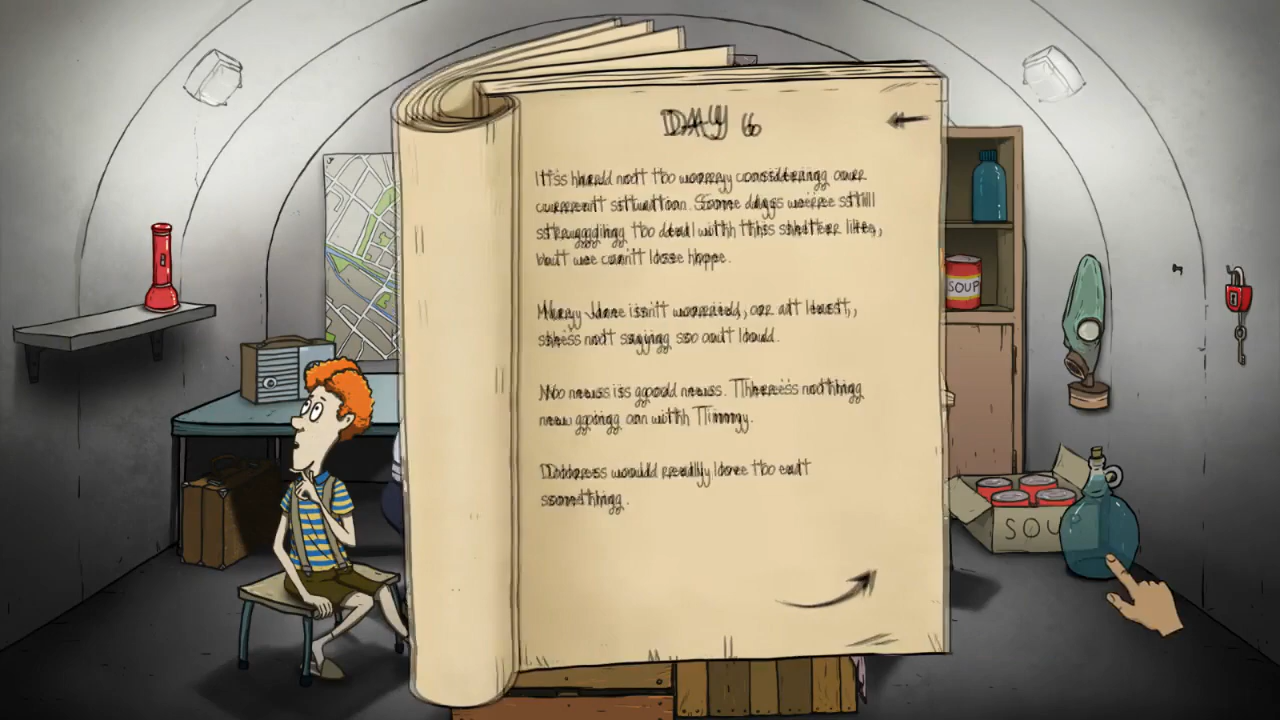 DAY 6
It's hard not to worry considering our
current situation. Some days we're still
struggling to deal with this shelter life,
but we can't lose hope.
Mary Jane isn't worried, or at least,
she's not saying so out loud.
No news is good news. There's nothing
new going on with Timmy.
Dolores would really love to eat
something.
SOUP
SOU